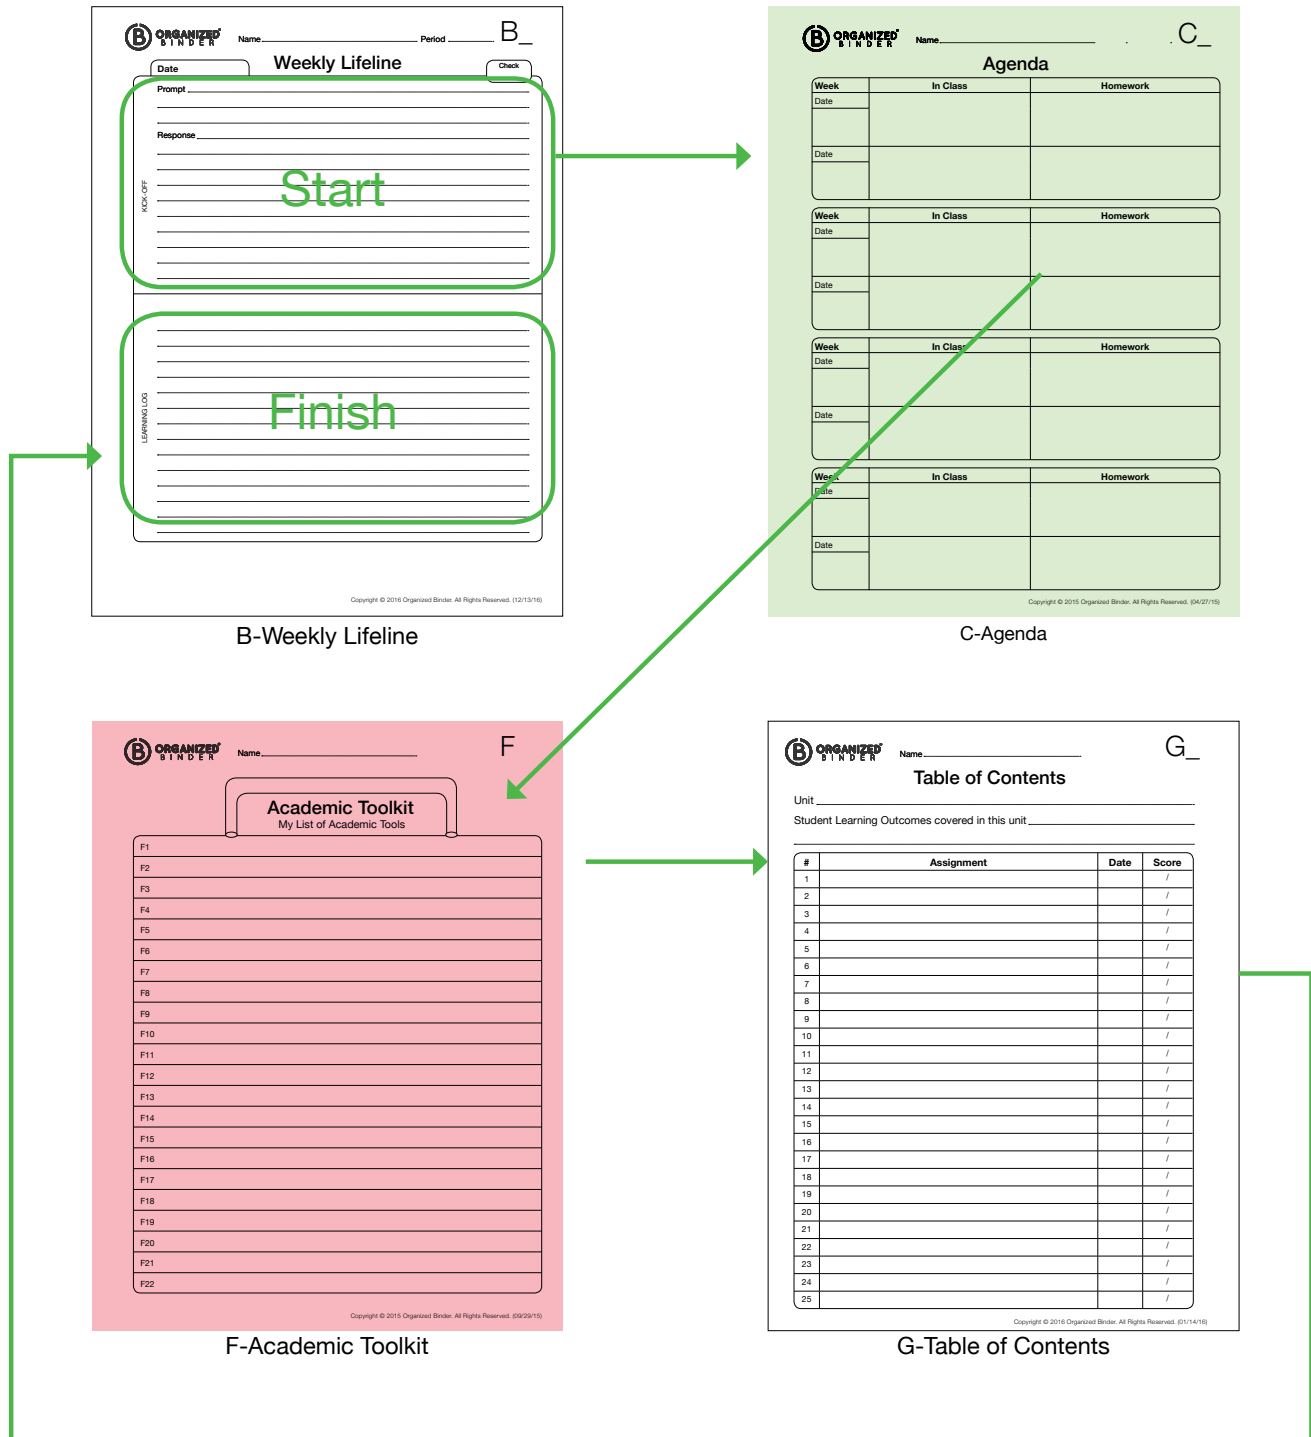 ORGANIZED BINDER Name Period B_
Weekly Lifeline
Date Check
Prompt
Response
KICK-OFF
Start
LEARNING LOG
Finish
Copyright © 2016 Organized Binder. All Rights Reserved. (12/13/16)
B-Weekly Lifeline
ORGANIZED BINDER Name C_
Agenda
Week In Class Homework
Date
Date
Week In Class Homework
Date
Date
Week In Class Homework
Date
Date
Week In Class Homework
Date
Date
Copyright © 2015 Organized Binder. All Rights Reserved. (04/27/15)
C-Agenda
ORGANIZED BINDER Name F
Academic Toolkit
My List of Academic Tools
F1
F2
F3
F4
F5
F6
F7
F8
F9
F10
F11
F12
F13
F14
F15
F16
F17
F18
F19
F20
F21
F22
Copyright © 2015 Organized Binder. All Rights Reserved. (09/29/15)
F-Academic Toolkit
ORGANIZED BINDER Name G_
Table of Contents
Unit
Student Learning Outcomes covered in this unit
# Assignment Date Score
1 /
2 /
3 /
4 /
5 /
6 /
7 /
8 /
9 /
10 /
11 /
12 /
13 /
14 /
15 /
16 /
17 /
18 /
19 /
20 /
21 /
22 /
23 /
24 /
25 /
Copyright © 2016 Organized Binder. All Rights Reserved. (01/14/16)
G-Table of Contents